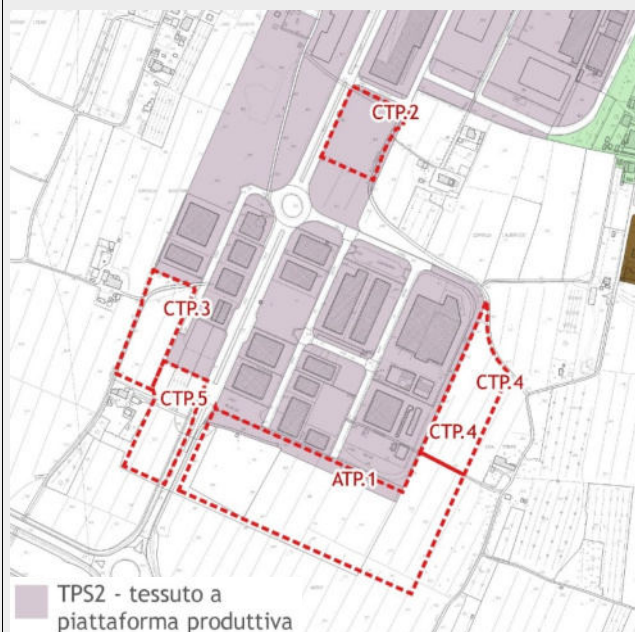 CTP.2
CTP.3
CTP.4
CTP.5
CTP.4
ATP.1
TPS2 - tessuto a
piattaforma produttiva